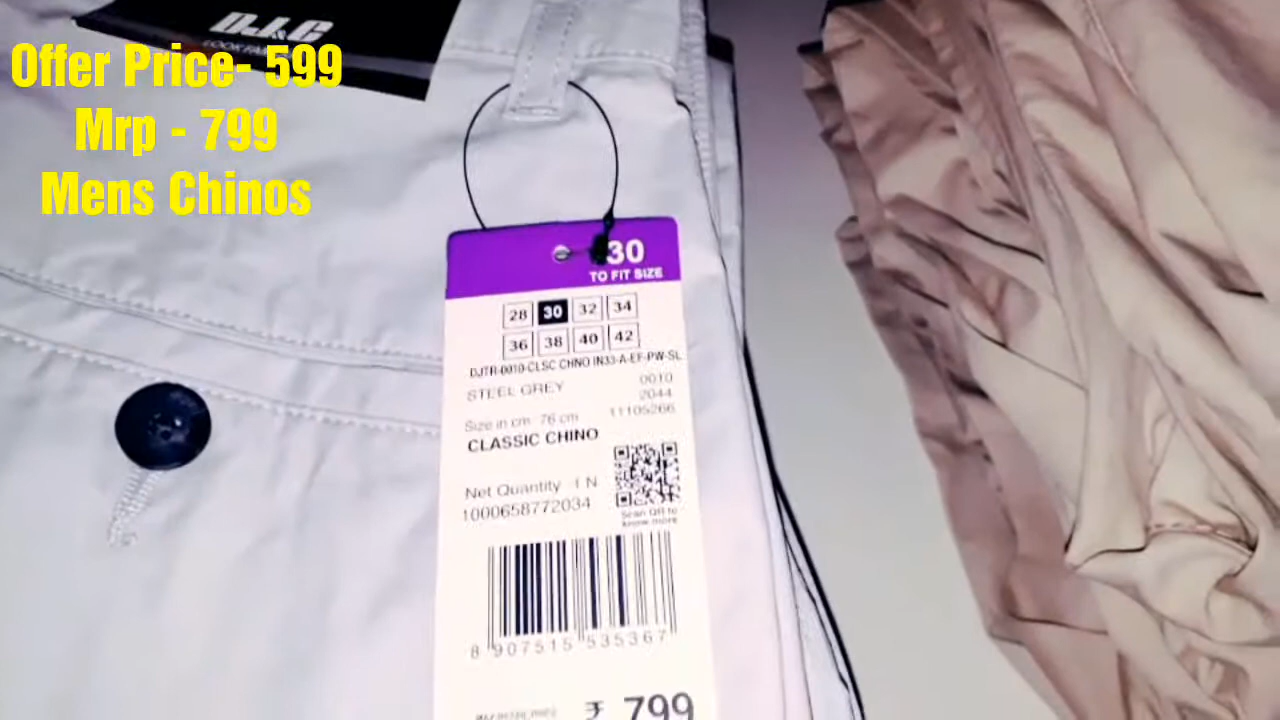 DJ&C
Offer Price- 599
Mrp - 799
Mens Chinos
30
TO FIT SIZE
28 30 32 34
36 38 40 42
DJTR-0010-CLSC CHNO IN33-A-EF-PW-SL
STEEL GREY 0010
2044
Size in cm 76 cm 11105266
CLASSIC CHINO
Net Quantity 1 N
1000658772034
Scan QR to
know more
8 907515 535367
₹ 799